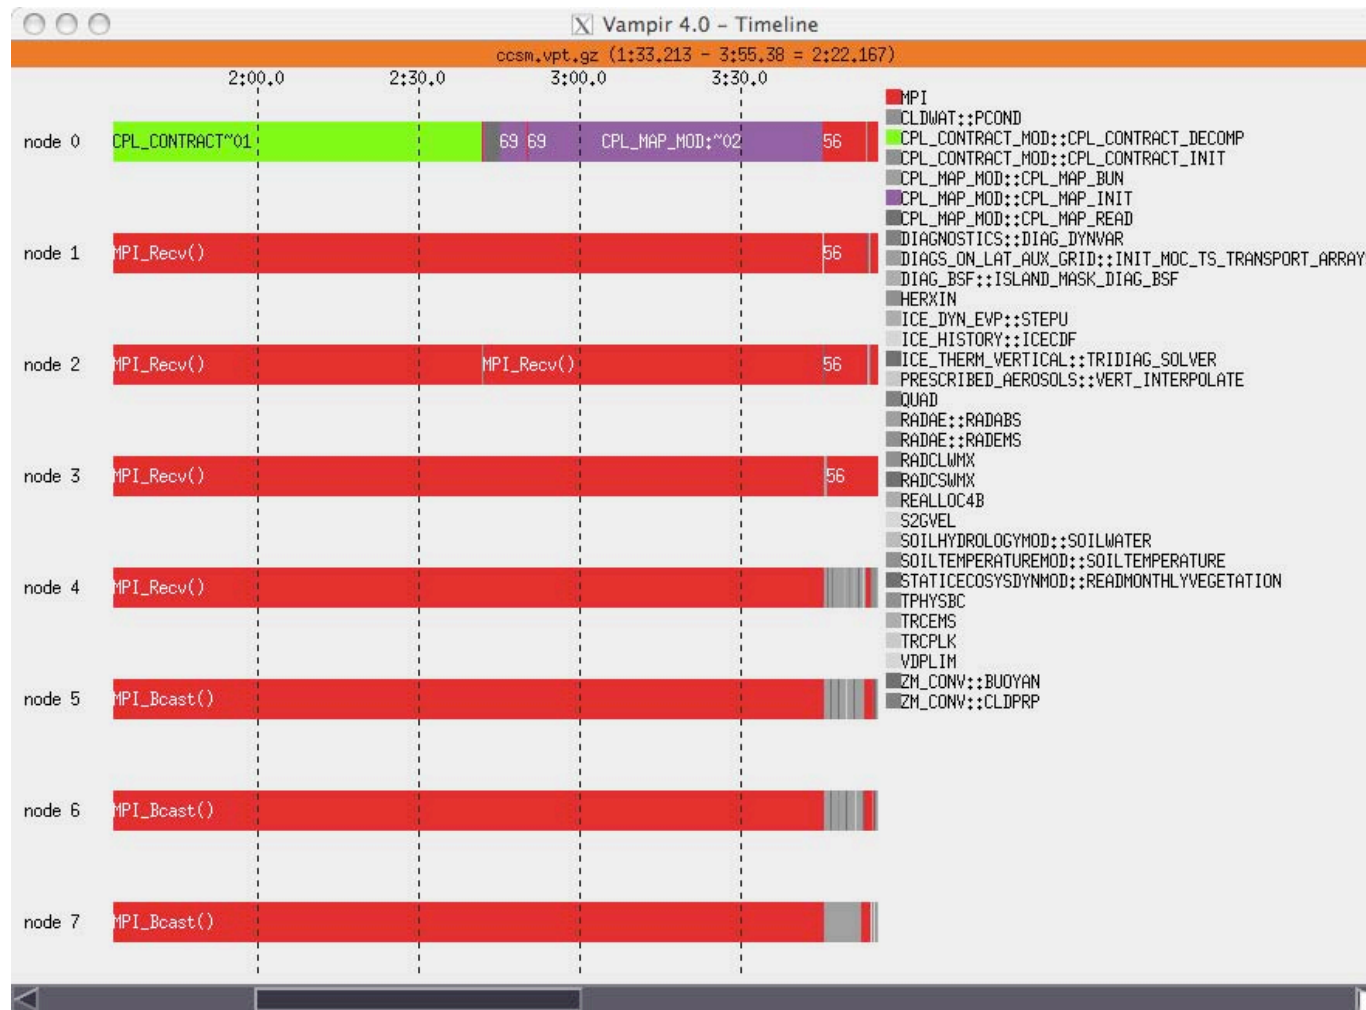 Vampir 4.0 - Timeline
ccsm.vpt.gz (1:33.213 - 3:55.38 = 2:22.167)
2:00.0 2:30.0 3:00.0 3:30.0
node 0 CPL_CONTRACT~01 69 69 CPL_MAP_MOD:~02 56
node 1 MPI_Recv() 56
node 2 MPI_Recv() MPI_Recv() 56
node 3 MPI_Recv() 56
node 4 MPI_Recv()
node 5 MPI_Bcast()
node 6 MPI_Bcast()
node 7 MPI_Bcast()
MPI
CLDWAT::PCOND
CPL_CONTRACT_MOD::CPL_CONTRACT_DECOMP
CPL_CONTRACT_MOD::CPL_CONTRACT_INIT
CPL_MAP_MOD::CPL_MAP_BUN
CPL_MAP_MOD::CPL_MAP_INIT
CPL_MAP_MOD::CPL_MAP_READ
DIAGNOSTICS::DIAG_DYNVAR
DIAGS_ON_LAT_AUX_GRID::INIT_MOC_TS_TRANSPORT_ARRAY
DIAG_BSF::ISLAND_MASK_DIAG_BSF
HERXIN
ICE_DYN_EVP::STEPU
ICE_HISTORY::ICECDF
ICE_THERM_VERTICAL::TRIDIAG_SOLVER
PRESCRIBED_AEROSOLS::VERT_INTERPOLATE
QUAD
RADAE::RADABS
RADAE::RADEMS
RADCLWMX
RADCSWMX
REALLOC4B
S2GVEL
SOILHYDROLOGYMOD::SOILWATER
SOILTEMPERATUREMOD::SOILTEMPERATURE
STATICECOSYSDYNMOD::READMONTHLYVEGETATION
TPHYSBC
TRCEMS
TRCPLK
VDPLIM
ZM_CONV::BUOYAN
ZM_CONV::CLDPRP